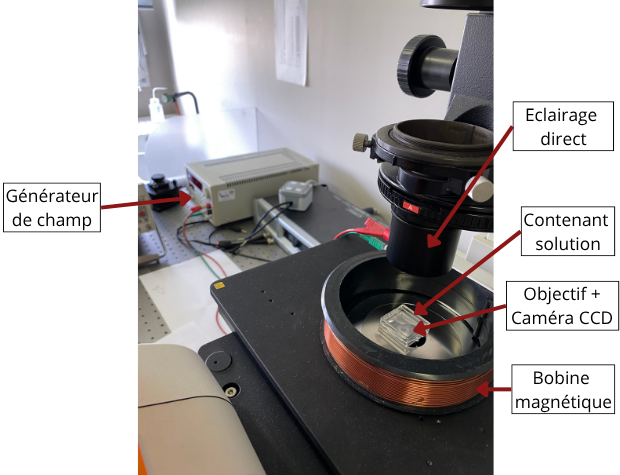 Eclairage
direct
Générateur
de champ
Contenant
solution
Objectif +
Caméra CCD
Bobine
magnétique
A